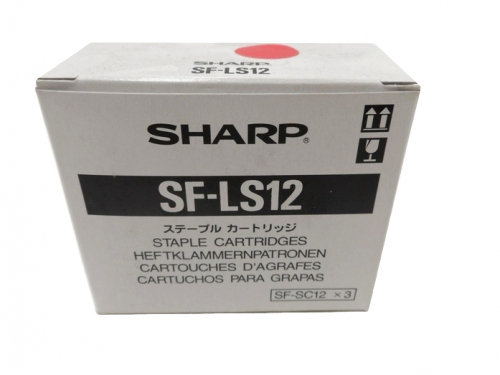 SHARP
SF-LS12
SHARP®
SF-LS12
ステープル カートリッジ
STAPLE CARTRIDGES
HEFTKLAMMERNPATRONEN
CARTOUCHES D'AGRAFES
CARTUCHOS PARA GRAPAS
SF-SC12 ×3